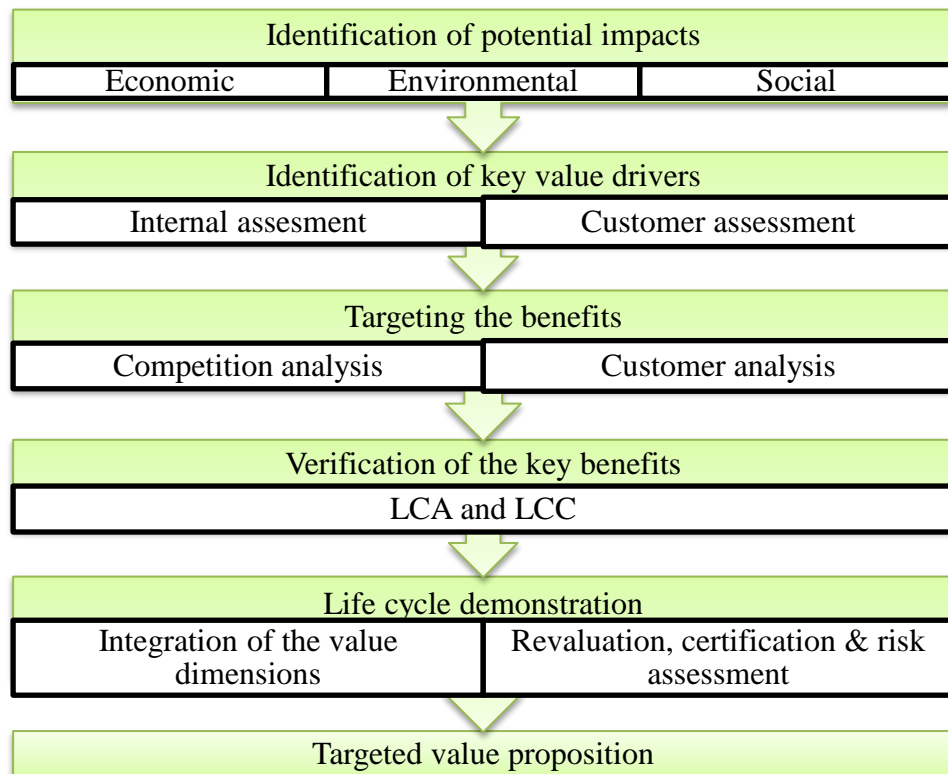 Identification of potential impacts
Economic
Environmental
Social
Identification of key value drivers
Internal assesment
Customer assessment
Targeting the benefits
Competition analysis
Customer analysis
Verification of the key benefits
LCA and LCC
Life cycle demonstration
Integration of the value
dimensions
Revaluation, certification & risk
assessment
Targeted value proposition